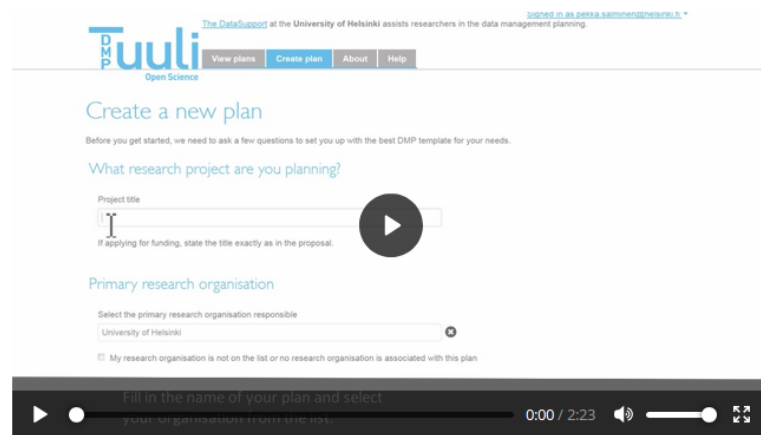 Signed in as pekka.salminen@helsinki.fi
The DataSupport at the University of Helsinki assists researchers in the data management planning.
DMP Tuuli
Open Science
View plans Create plan About Help
Create a new plan
Before you get started, we need to ask a few questions to set you up with the best DMP template for your needs.
What research project are you planning?
Project title
If applying for funding, state the title exactly as in the proposal.
Primary research organisation
Select the primary research organisation responsible
University of Helsinki
My research organisation is not on the list or no research organisation is associated with this plan
Fill in the name of your plan and select
your organisation from the list.
0:00 / 2:23